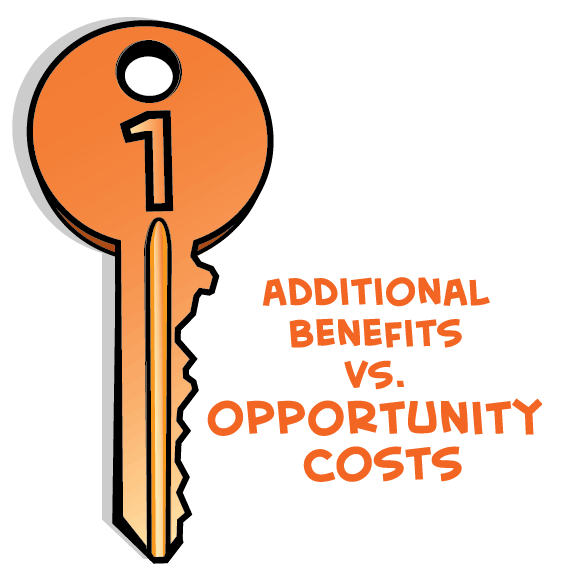 1
ADDITIONAL
BENEFITS
VS.
OPPORTUNITY
COSTS